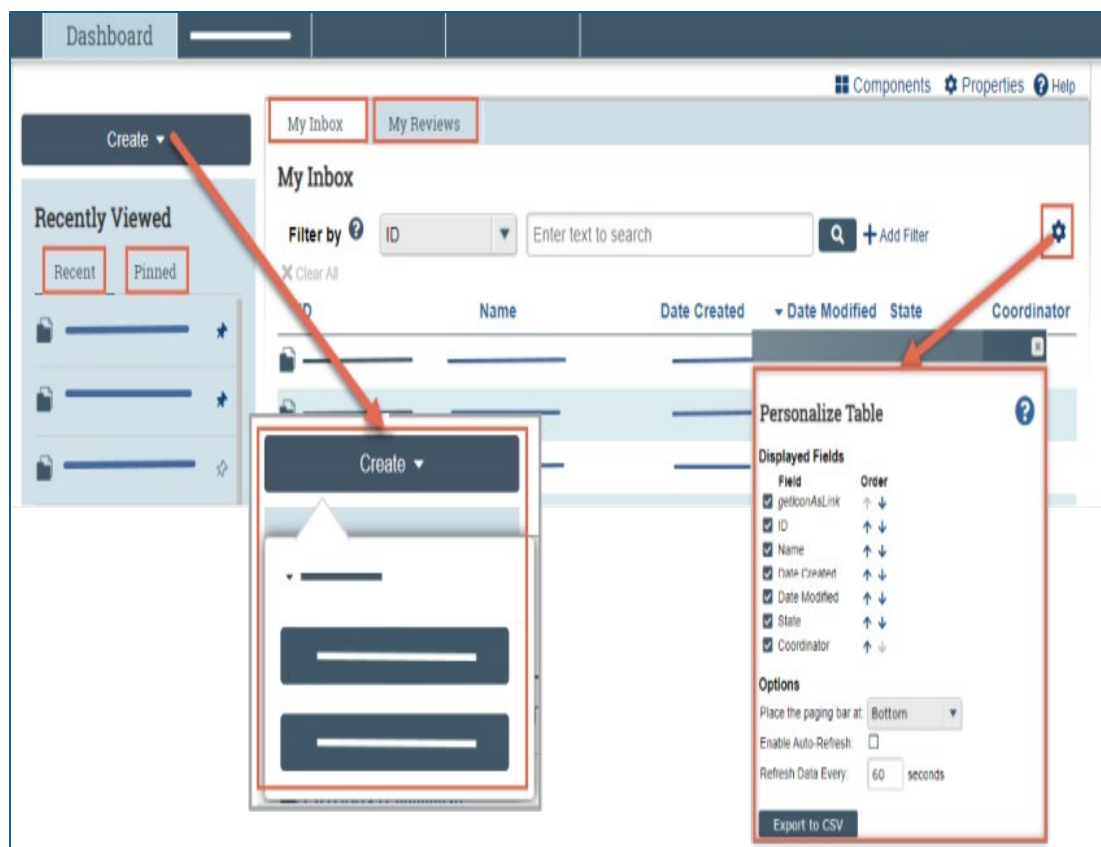 Dashboard
Components Properties Help
Create
My Inbox My Reviews
My Inbox
Recently Viewed
Filter by ID Enter text to search Add Filter
Recent Pinned
Clear All
ID Name Date Created Date Modified State Coordinator
Create
Personalize Table
Displayed Fields
Field Order
getIconAsLink
ID
Name
Date Created
Date Modified
State
Coordinator
Options
Place the paging bar at: Bottom
Enable Auto-Refresh:
Refresh Data Every: 60 seconds
Export to CSV